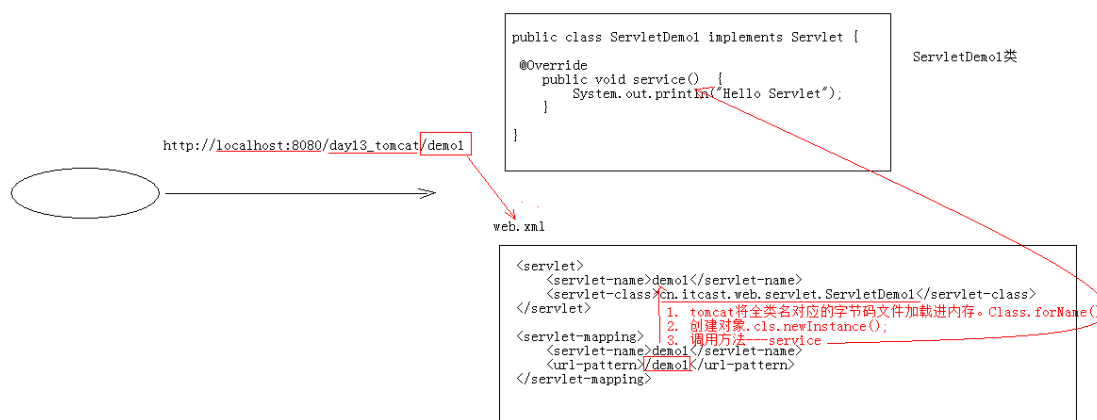 public class ServletDemo1 implements Servlet {
@Override
public void service() {
System.out.println("Hello Servlet");
}
}
ServletDemo1类
http://localhost:8080/day13_tomcat/demo1
web.xml
<servlet>
<servlet-name>demo1</servlet-name>
<servlet-class>cn.itcast.web.servlet.ServletDemo1</servlet-class>
</servlet>
1. tomcat将全类名对应的字节码文件加载进内存。Class.forName()
2. 创建对象.cls.newInstance();
3. 调用方法---service
<servlet-mapping>
<servlet-name>demo1</servlet-name>
<url-pattern>/demo1</url-pattern>
</servlet-mapping>